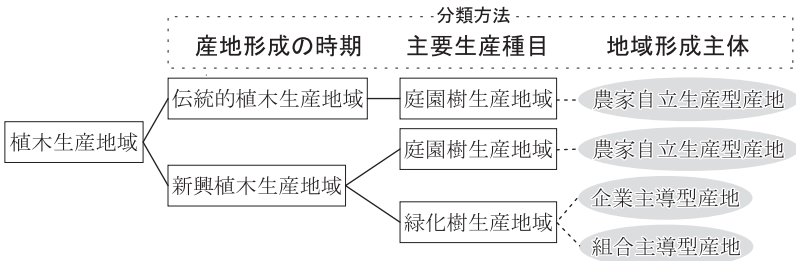 分類方法
産地形成の時期 主要生産種目 地域形成主体
伝統的植木生産地域 庭園樹生産地域 農家自立生産型産地
植木生産地域
庭園樹生産地域 農家自立生産型産地
新興植木生産地域
企業主導型産地
緑化樹生産地域
組合主導型産地